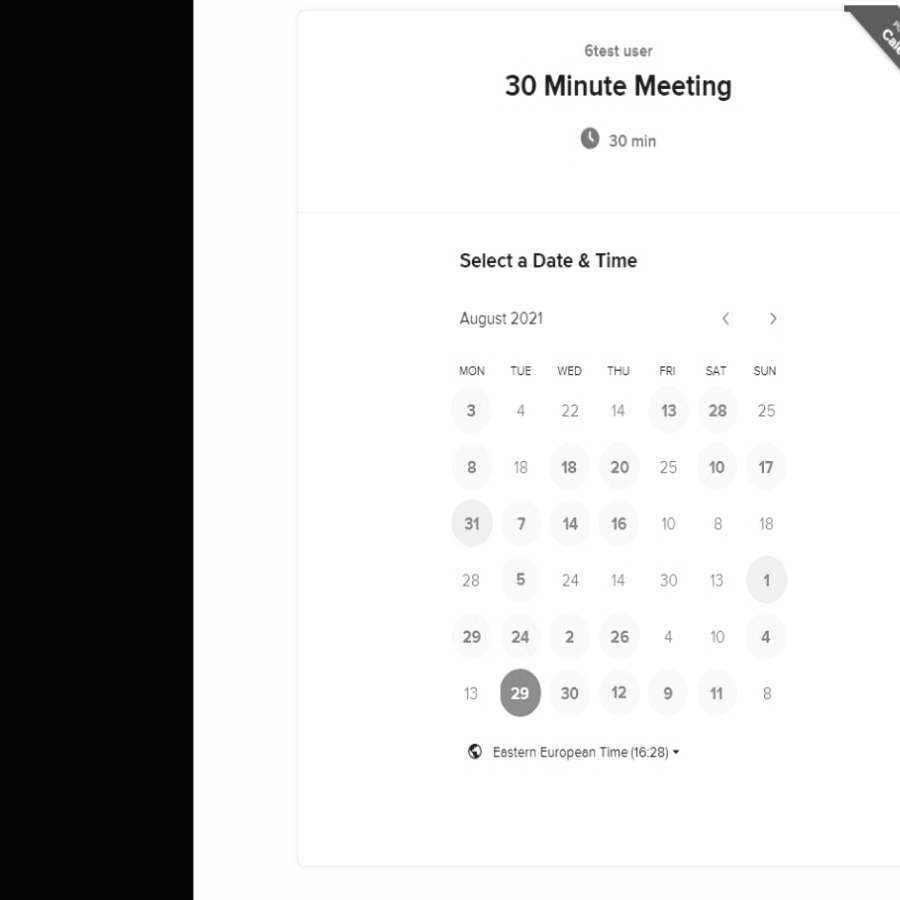 6test user
30 Minute Meeting
30 min
Select a Date & Time
August 2021
MON TUE WED THU FRI SAT SUN
3 4 22 14 13 28 25
8 18 18 20 25 10 17
31 7 14 16 10 8 18
28 5 24 14 30 13 1
29 24 2 26 4 10 4
13 29 30 12 9 11 8
Eastern European Time (16:28)